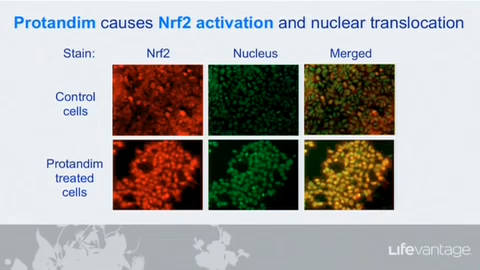 Protandim causes Nrf2 activation and nuclear translocation
Stain: Nrf2 Nucleus Merged
Control
cells
Protandim
treated
cells
Lifevantage